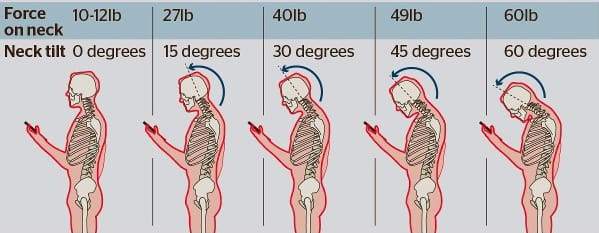 Force on neck 10-12lb 27lb 40lb 49lb 60lb
Neck tilt 0 degrees 15 degrees 30 degrees 45 degrees 60 degrees